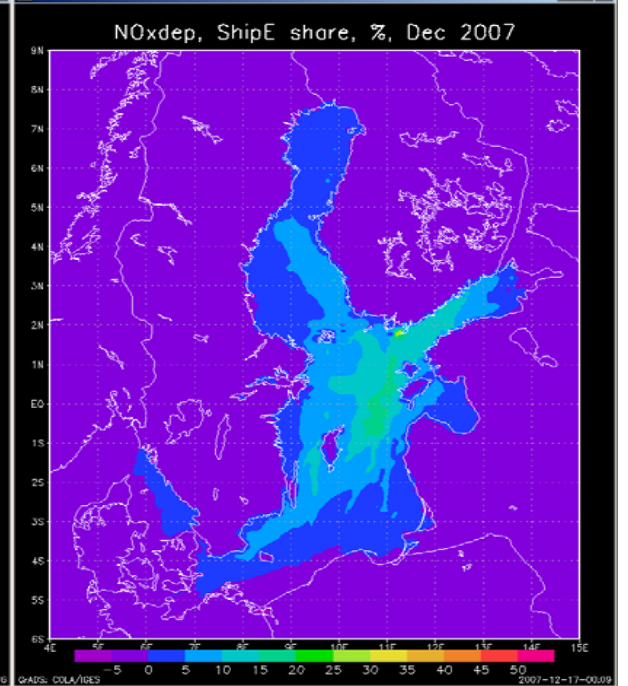 NOxdep, ShipE share, %, Dec 2007
9N
8N
7N
6N
5N
4N
3N
2N
1N
EQ
1S
2S
3S
4S
5S
6S
4E 5E 6E 7E 8E 9E 10E 11E 12E 13E 14E 15E
-5 0 5 10 15 20 25 30 35 40 45 50
GrADS: COLA/IGES 2007-12-17-00:09